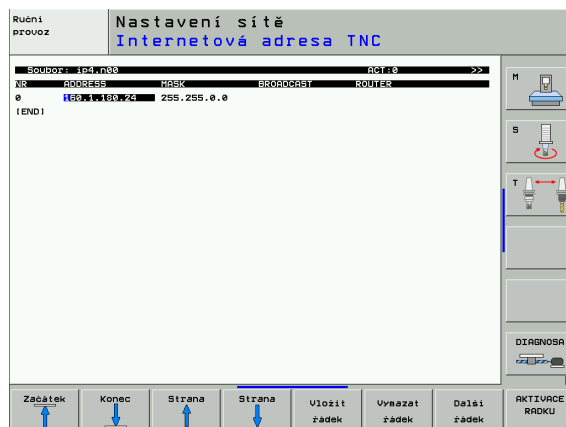 Ruční
provoz
Nastavení sítě
Internetová adresa TNC
Soubor: ip4.n00 ACT:0 >>
NR ADDRESS MASK BROADCAST ROUTER
0 160.1.180.24 255.255.0.0
[END]
M
S
T
DIAGNOSA
Začátek
Konec
Strana
Strana
Vložit
řádek
Vymazat
řádek
Další
řádek
AKTIVACE
RADKU